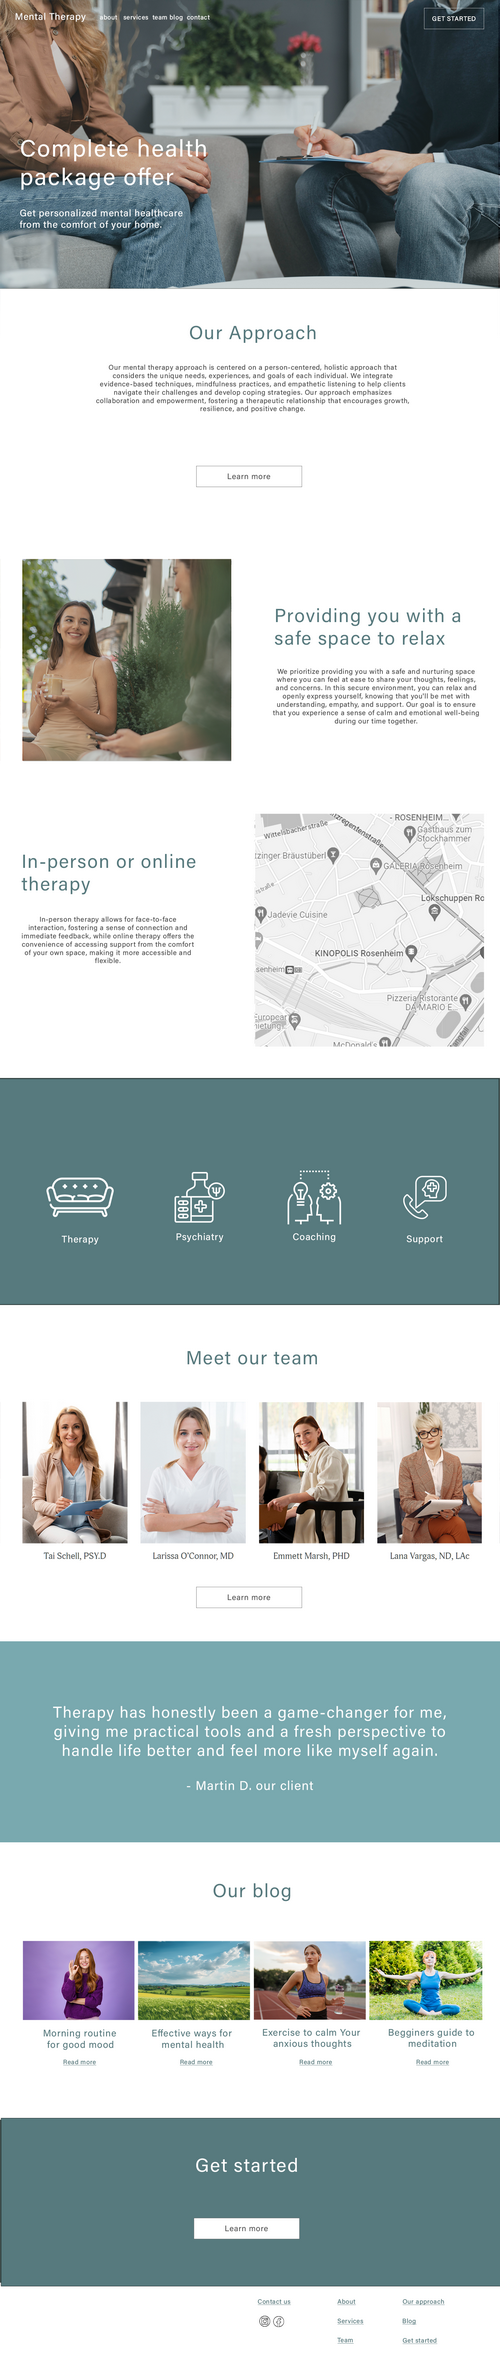 Mental Therapy about services team blog contact GET STARTED
Complete health
package offer
Get personalized mental healthcare
from the comfort of your home.
Our Approach
Our mental therapy approach is centered on a person-centered, holistic approach that
considers the unique needs, experiences, and goals of each individual. We integrate
evidence-based techniques, mindfulness practices, and empathetic listening to help clients
navigate their challenges and develop coping strategies. Our approach emphasizes
collaboration and empowerment, fostering a therapeutic relationship that encourages growth,
resilience, and positive change.
Learn more
Providing you with a
safe space to relax
We prioritize providing you with a safe and nurturing space
where you can feel at ease to share your thoughts, feelings,
and concerns. In this secure environment, you can relax and
openly express yourself, knowing that you'll be met with
understanding, empathy, and support. Our goal is to ensure
that you experience a sense of calm and emotional well-being
during our time together.
In-person or online
therapy
In-person therapy allows for face-to-face
interaction, fostering a sense of connection and
immediate feedback, while online therapy offers the
convenience of accessing support from the comfort
of your own space, making it more accessible and
flexible.
- ROSENHEIM...
Wittelsbacherstraße
nzregentenstraße
Gasthaus zum
Stockhammer
tzinger Bräustüberl
GALERIA Rosenheim
Lokschuppen Ro
Jadevie Cuisine
KINOPOLIS Rosenheim
senheim
Pizzeria Ristorante
DA MARIO E
European
ietungs
McDonald's
Therapy
Psychiatry
Coaching
Support
Meet our team
Tai Schell, PSY.D
Larissa O'Connor, MD
Emmett Marsh, PHD
Lana Vargas, ND, LAc
Learn more
Therapy has honestly been a game-changer for me,
giving me practical tools and a fresh perspective to
handle life better and feel more like myself again.
- Martin D. our client
Our blog
Morning routine
for good mood
Read more
Effective ways for
mental health
Read more
Exercise to calm Your
anxious thoughts
Read more
Begginers guide to
meditation
Read more
Get started
Learn more
Contact us
About
Services
Team
Our approach
Blog
Get started